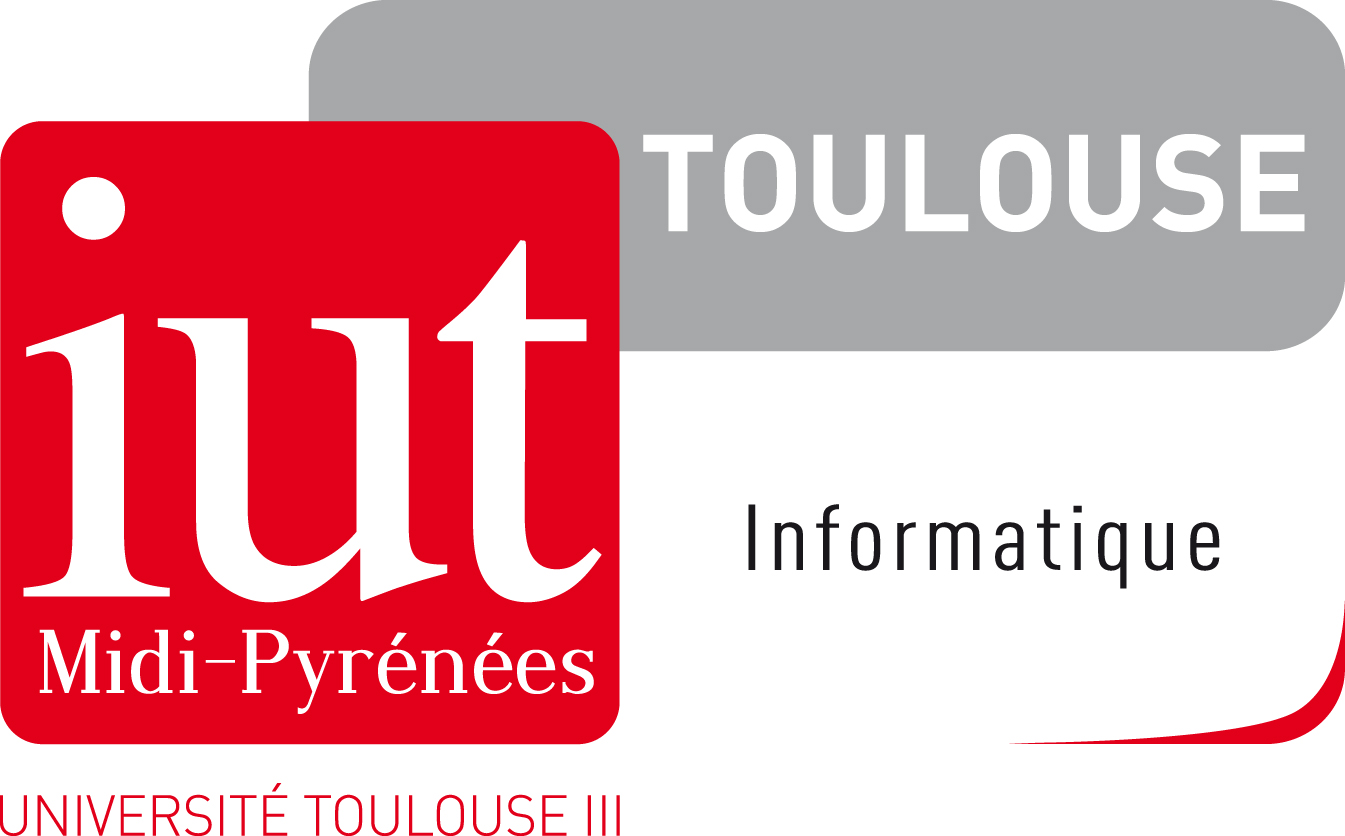 TOULOUSE
iut
Midi-Pyrénées
Informatique
UNIVERSITÉ TOULOUSE III